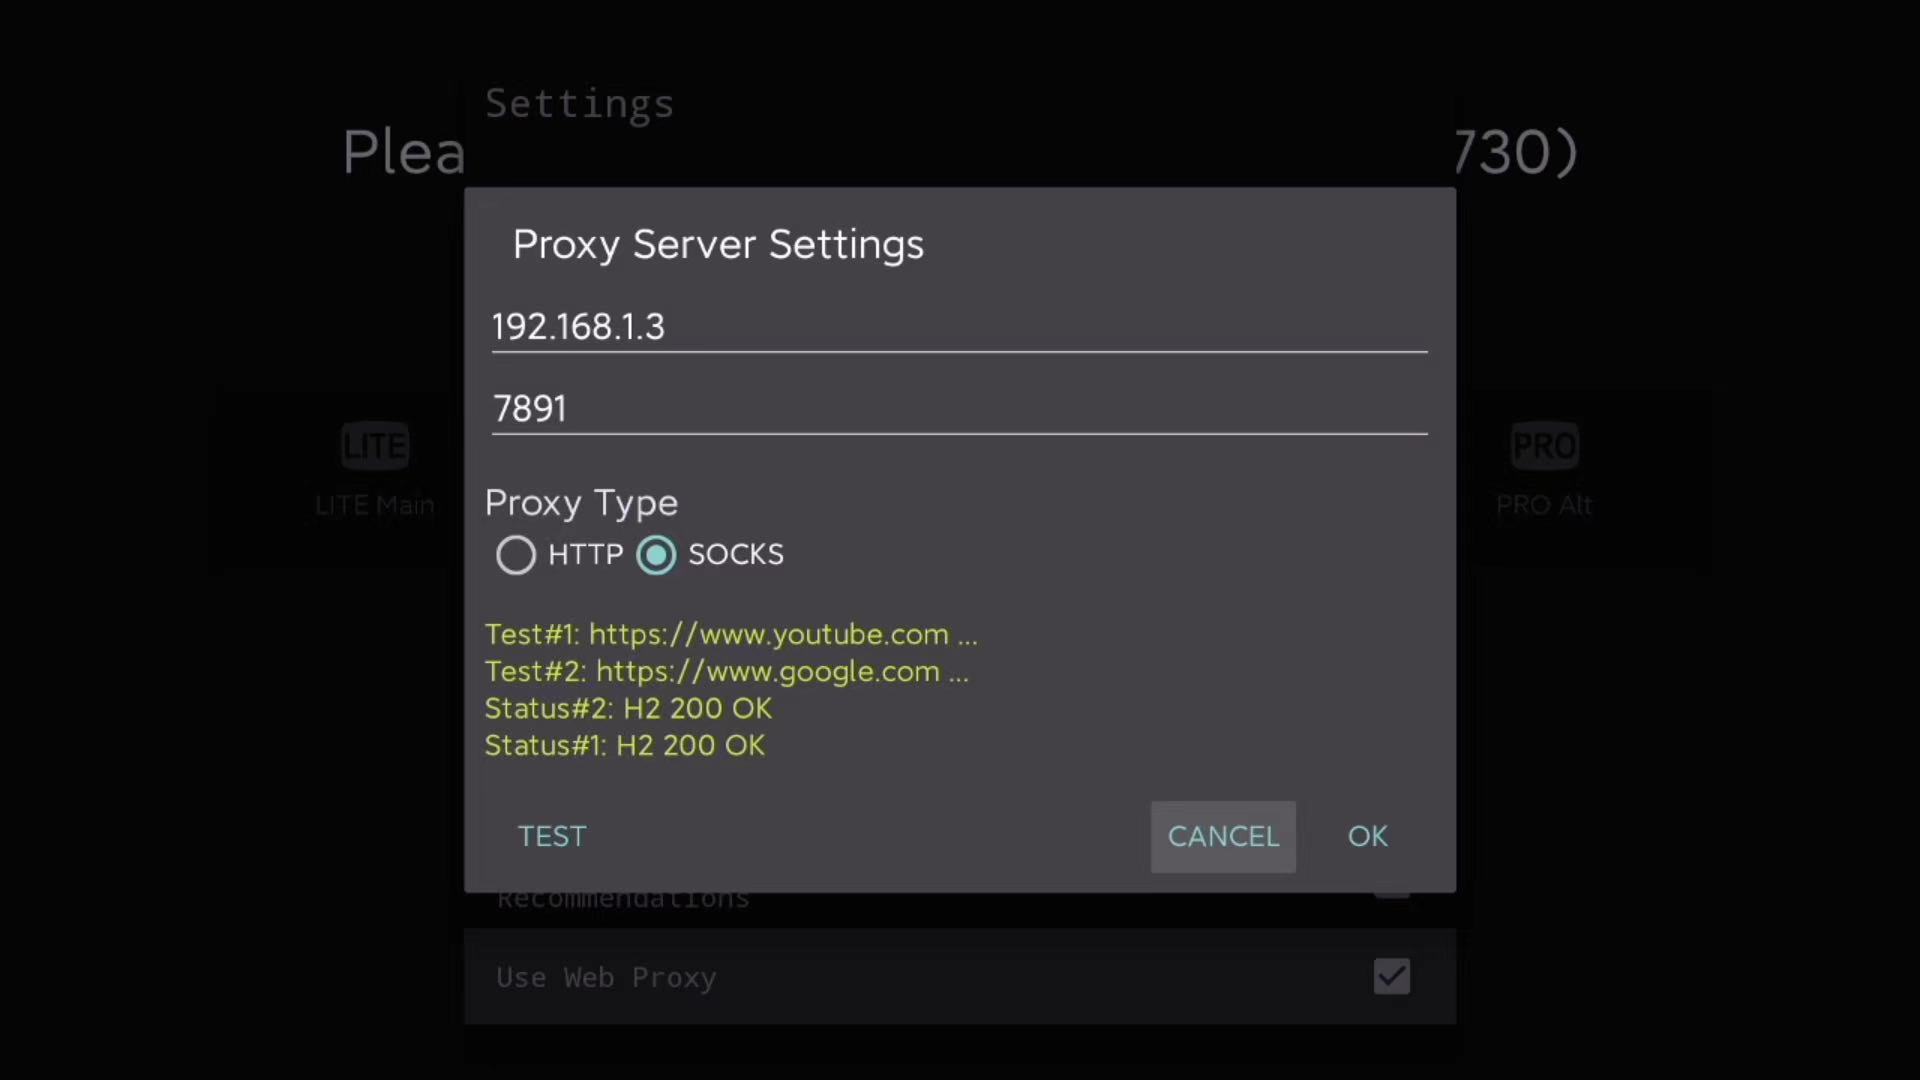 Settings
Plea
730)
Proxy Server Settings
192.168.1.3
7891
LITE
LITE Main
PRO
PRO Alt
Proxy Type
HTTP SOCKS
Test#1: https://www.youtube.com ...
Test#2: https://www.google.com ...
Status#2: H2 200 OK
Status#1: H2 200 OK
TEST CANCEL OK
Recommendations
Use Web Proxy